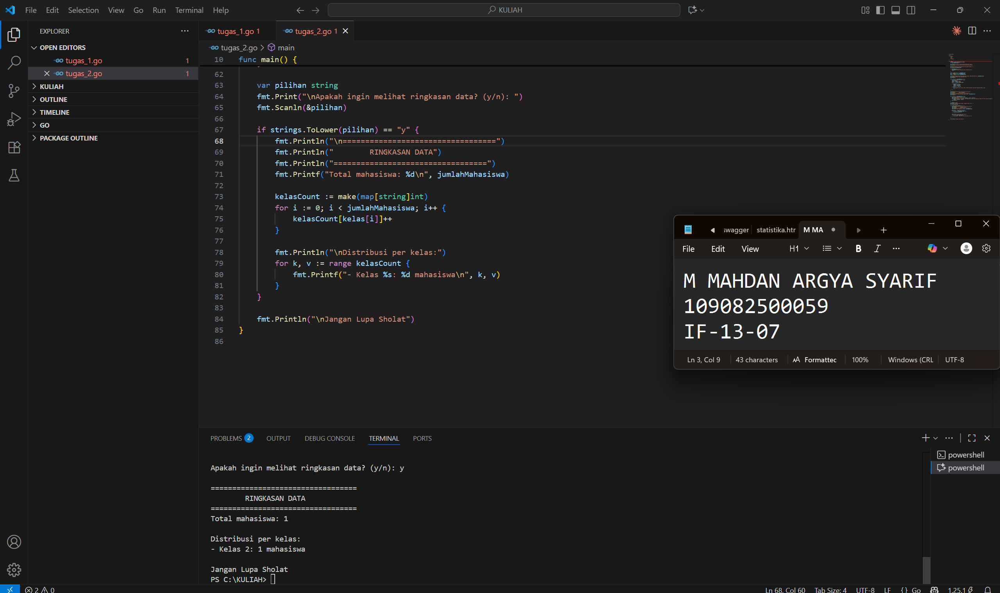 File Edit Selection View Go Run Terminal Help
KULIAH
EXPLORER
OPEN EDITORS
tugas_1.go 1
tugas_2.go 1
KULIAH
OUTLINE
TIMELINE
GO
PACKAGE OUTLINE
GO tugas_1.go 1
GO tugas_2.go 1
GO tugas_2.go > main
10 func main() {
62
63 var pilihan string
64 fmt.Print("\nApakah ingin melihat ringkasan data? (y/n): ")
65 fmt.Scanln(&pilihan)
66
67 if strings.ToLower(pilihan) == "y" {
68 fmt.Println("\n==================================")
69 fmt.Println("        RINGKASAN DATA")
70 fmt.Println("==================================")
71 fmt.Printf("Total mahasiswa: %d\n", jumlahMahasiswa)
72
73 kelasCount := make(map[string]int)
74 for i := 0; i < jumlahMahasiswa; i++ {
75 kelasCount[kelas[i]]++
76 }
77
78 fmt.Println("\nDistribusi per kelas:")
79 for k, v := range kelasCount {
80 fmt.Printf("- Kelas %s: %d mahasiswa\n", k, v)
81 }
82 }
83
84 fmt.Println("\nJangan Lupa Sholat")
85 }
86
swagger statistika.htr M MA
File Edit View H1 B I
M MAHDAN ARGYA SYARIF
109082500059
IF-13-07
Ln 3, Col 9 43 characters Formattec 100% Windows (CRL UTF-8
PROBLEMS 2 OUTPUT DEBUG CONSOLE TERMINAL PORTS
powershell
powershell
Apakah ingin melihat ringkasan data? (y/n): y
==================================
        RINGKASAN DATA
==================================
Total mahasiswa: 1
Distribusi per kelas:
- Kelas 2: 1 mahasiswa
Jangan Lupa Sholat
PS C:\KULIAH>
2 0 Ln 68, Col 60 Tab Size: 4 UTF-8 LF {} Go 1.25.1